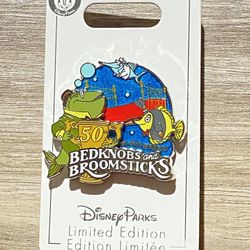 50
BEDKNOBS and
BROOMSTICKS
Disney PARKS
Limited Edition
Édition Limitée